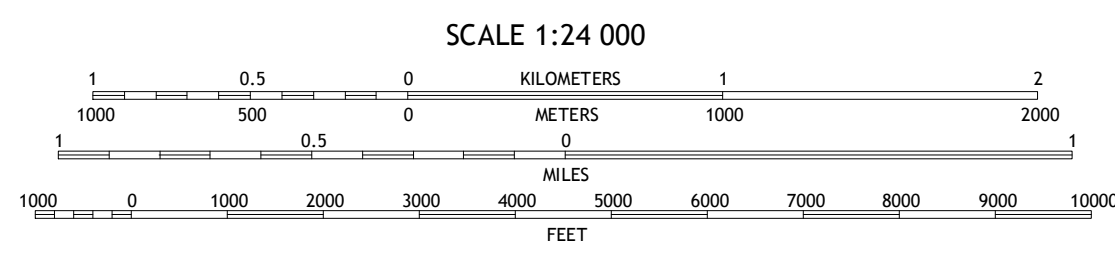 SCALE 1:24 000
1 0.5 0 KILOMETERS 1 2
1000 500 0 METERS 1000 2000
1 0.5 0 1
MILES
1000 0 1000 2000 3000 4000 5000 6000 7000 8000 9000 10000
FEET